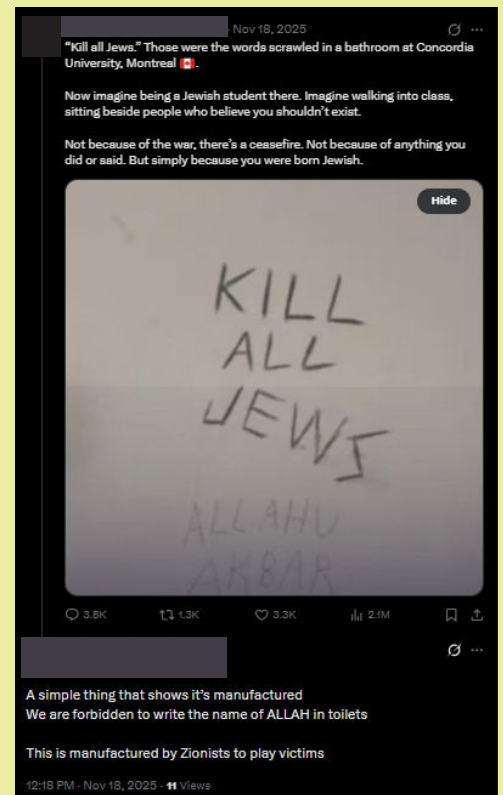 Nov 18, 2025
"Kill all Jews." Those were the words scrawled in a bathroom at Concordia
University, Montreal 🇨🇦.
Now imagine being a Jewish student there. Imagine walking into class,
sitting beside people who believe you shouldn't exist.
Not because of the war, there's a ceasefire. Not because of anything you
did or said. But simply because you were born Jewish.
Hide
KILL
ALL
JEWS
ALLAHU
AKBAR
3.8K 1.3K 3.3K 2.1M
A simple thing that shows it's manufactured
We are forbidden to write the name of ALLAH in toilets
This is manufactured by Zionists to play victims
12:18 PM · Nov 18, 2025 · 11 Views